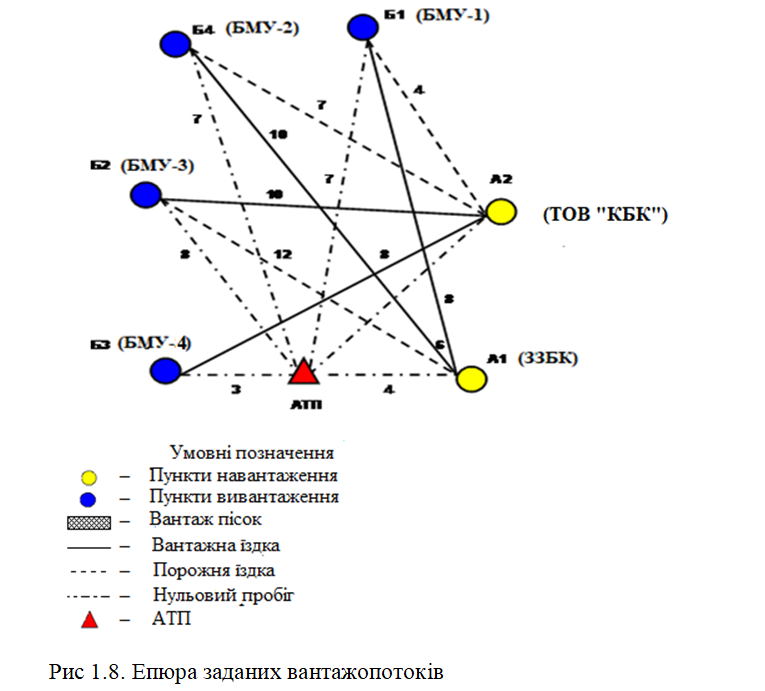 Б4 (БМУ-2)
Б1 (БМУ-1)
7
4
7
10
Б2 (БМУ-3)
А2
7
10
(ТОВ "КБК")
8
12
8
8
Б3 (БМУ-4)
6
А1 (ЗЗБК)
3
АТП
4
Умовні позначення
– Пункти навантаження
– Пункти вивантаження
– Вантаж пісок
– Вантажна їздка
– Порожня їздка
– Нульовий пробіг
– АТП
Рис 1.8. Епюра заданих вантажопотоків